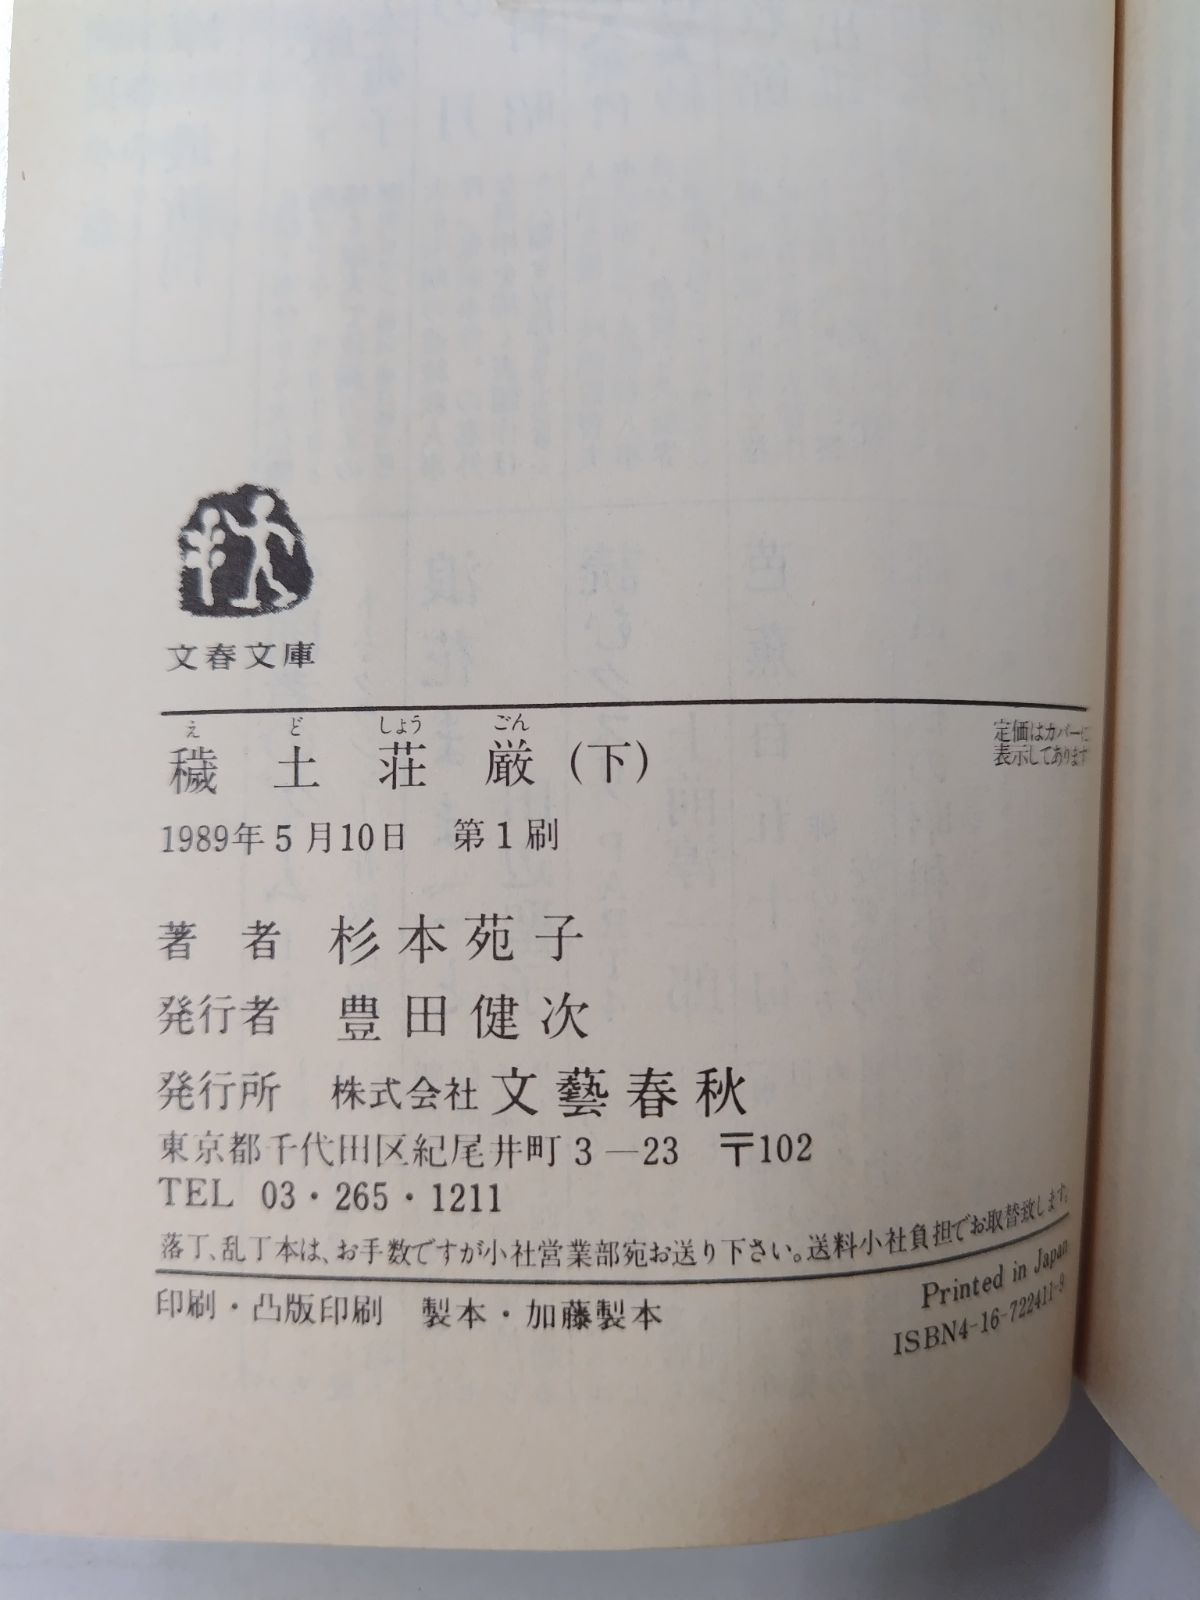 文春文庫
え ど しょう ごん
穢土荘厳(下)
定価はカバーに
表示してあります
1989年5月10日 第1刷
著 者 杉本苑子
発行者 豊田健次
発行所 株式会社 文藝春秋
東京都千代田区紀尾井町3—23 〒102
TEL 03・265・1211
落丁、乱丁本は、お手数ですが小社営業部宛お送り下さい。送料小社負担でお取替致します。
印刷・凸版印刷 製本・加藤製本
Printed in Japan
ISBN4-16-722411-9